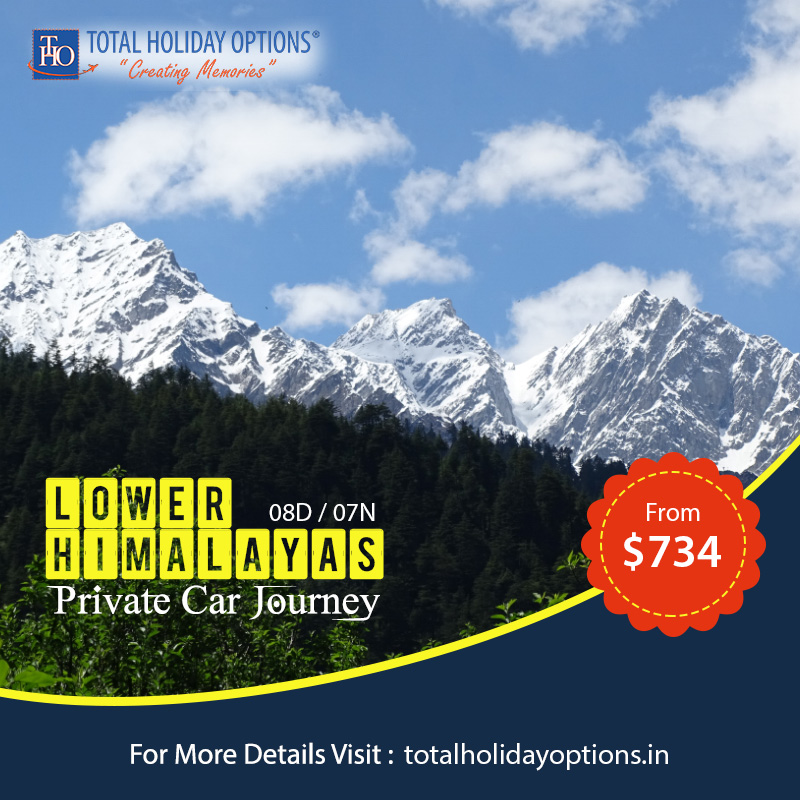 THO TOTAL HOLIDAY OPTIONS®
"Creating Memories"
LOWER 08D / 07N
HIMALAYAS
Private Car Journey
From
$734
For More Details Visit : totalholidayoptions.in